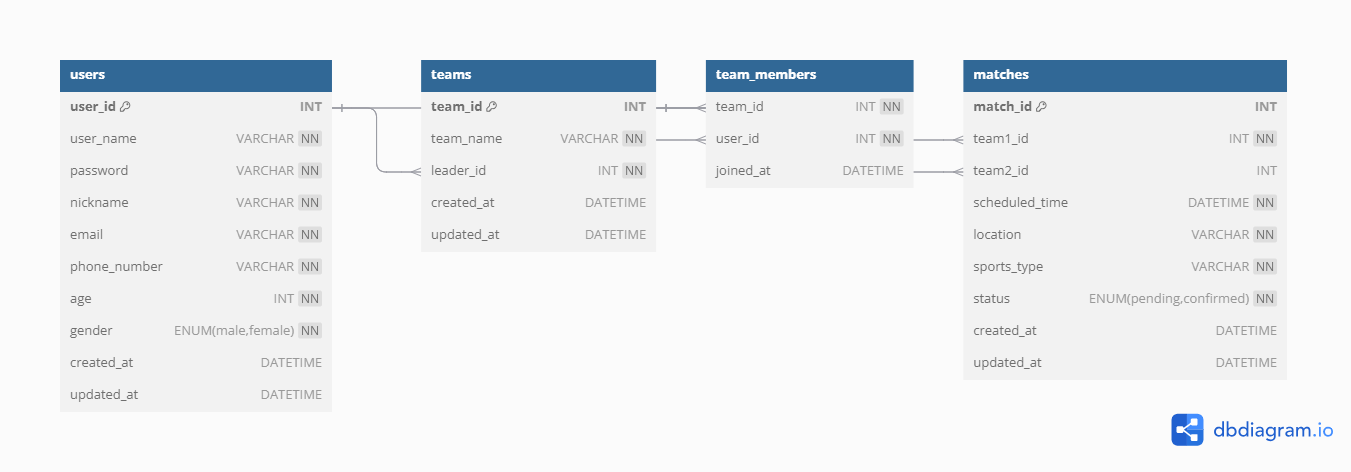 users
user_id INT
user_name VARCHAR NN
password VARCHAR NN
nickname VARCHAR NN
email VARCHAR NN
phone_number VARCHAR NN
age INT NN
gender ENUM(male,female) NN
created_at DATETIME
updated_at DATETIME
teams
team_id INT
team_name VARCHAR NN
leader_id INT NN
created_at DATETIME
updated_at DATETIME
team_members
team_id INT NN
user_id INT NN
joined_at DATETIME
matches
match_id INT
team1_id INT NN
team2_id INT
scheduled_time DATETIME NN
location VARCHAR NN
sports_type VARCHAR NN
status ENUM(pending,confirmed) NN
created_at DATETIME
updated_at DATETIME
dbdiagram.io